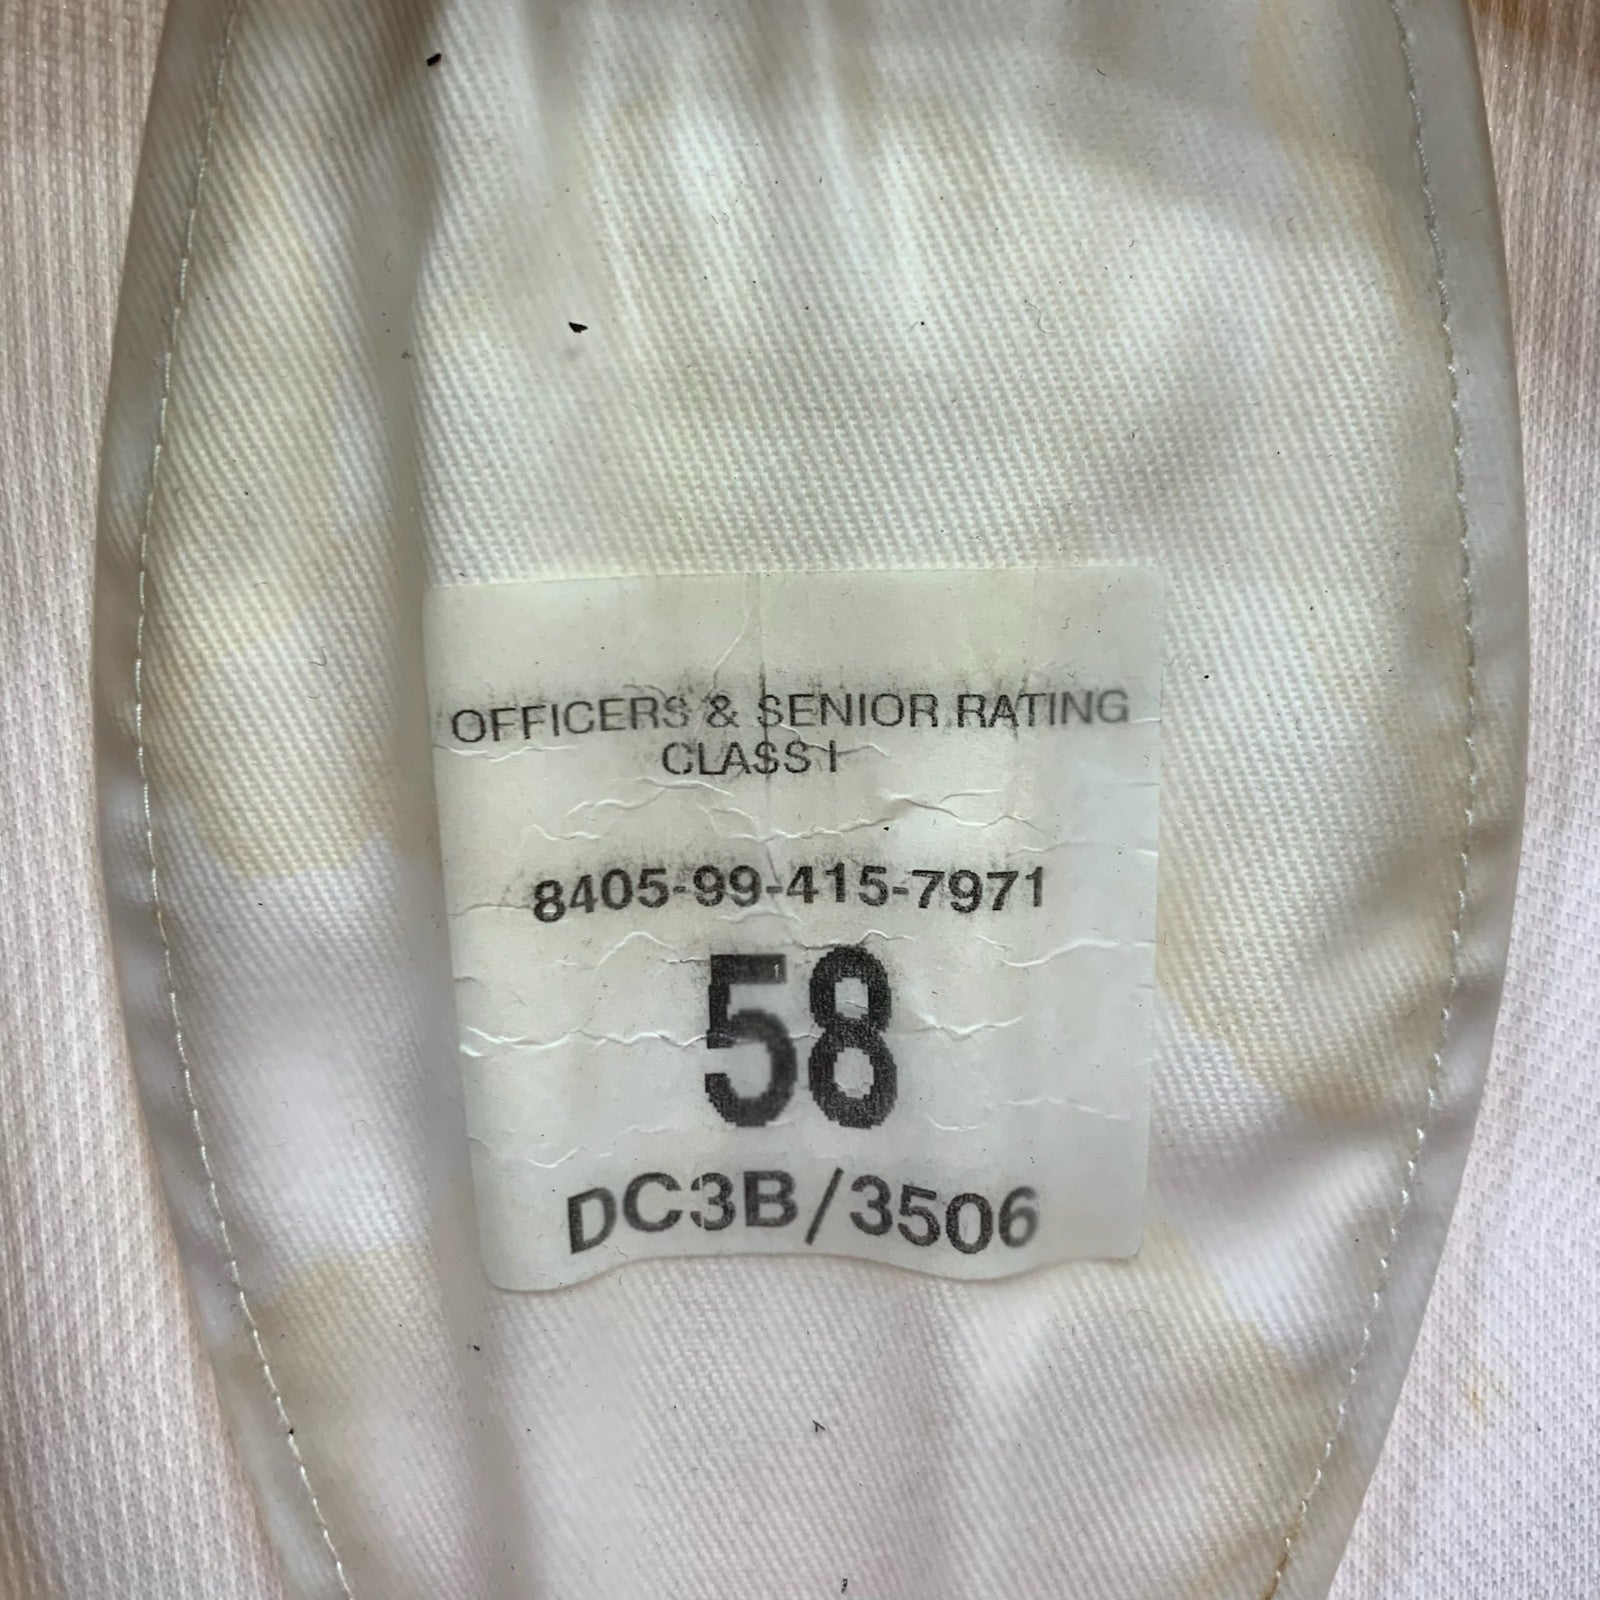 OFFICERS & SENIOR RATING
CLASS I
8405-99-415-7971
58
DC3B/3506